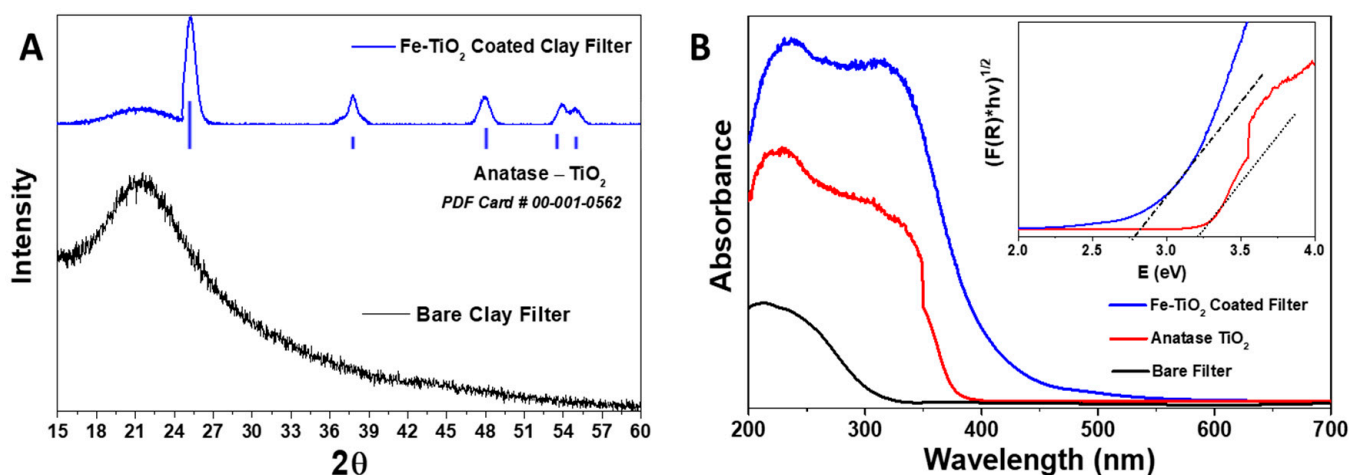 A
Fe-TiO₂ Coated Clay Filter
Anatase – TiO₂
PDF Card # 00-001-0562
Bare Clay Filter
Intensity
15 18 21 24 27 30 33 36 39 42 45 48 51 54 57 60
2θ
B
(F(R)*hν)^1/2
2.0 2.5 3.0 3.5 4.0
E (eV)
Fe-TiO₂ Coated Filter
Anatase TiO₂
Bare Filter
Absorbance
200 300 400 500 600 700
Wavelength (nm)